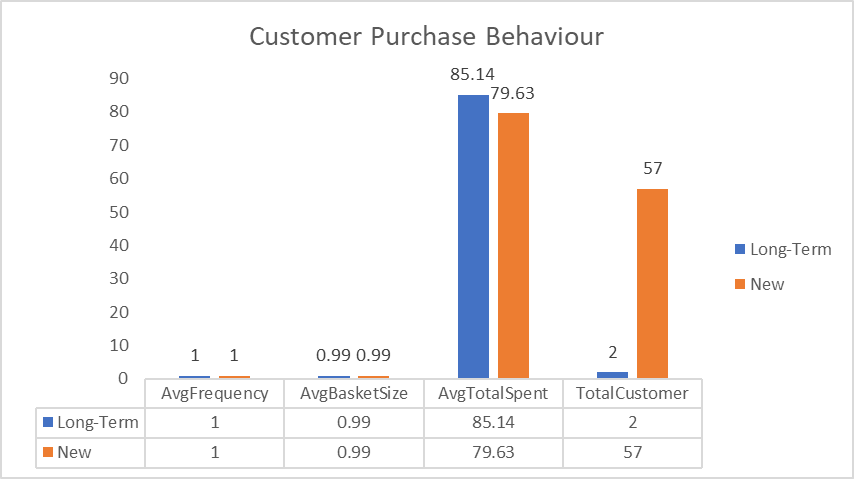 Customer Purchase Behaviour
85.14
79.63
57
1 1 0.99 0.99 2
90
80
70
60
50
40
30
20
10
0
Long-Term
New
AvgFrequency AvgBasketSize AvgTotalSpent TotalCustomer
Long-Term 1 0.99 85.14 2
New 1 0.99 79.63 57